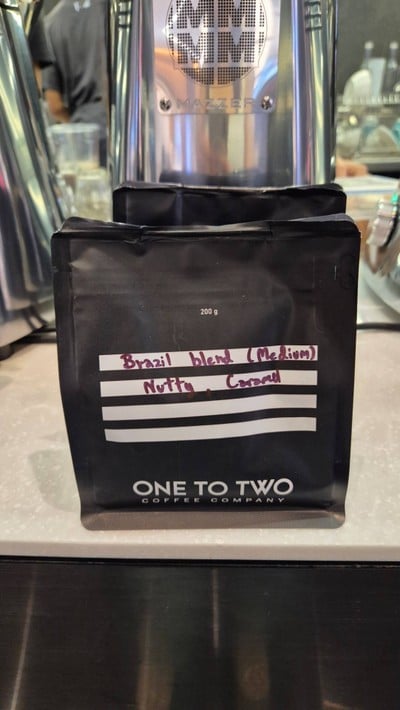 MAZZER
200 g
Brazil blend (Medium)
Nutty, Caramel
ONE TO TWO
COFFEE COMPANY